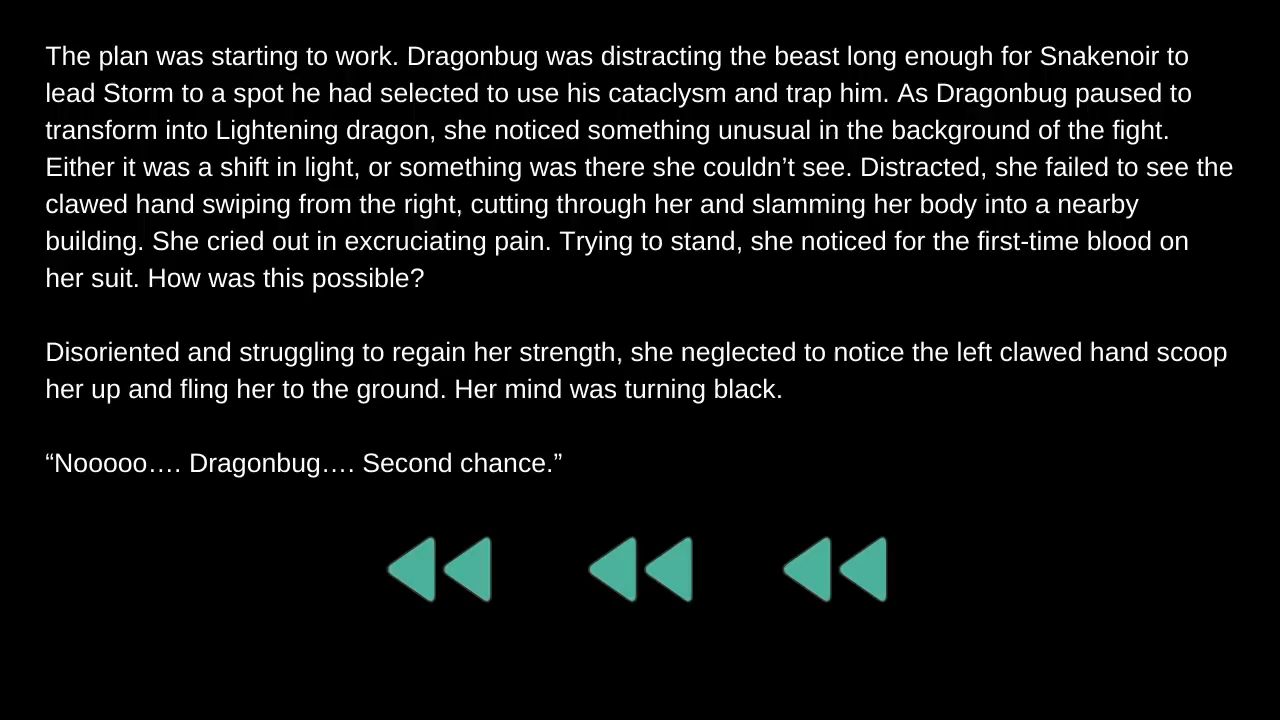 The plan was starting to work. Dragonbug was distracting the beast long enough for Snakenoir to
lead Storm to a spot he had selected to use his cataclysm and trap him. As Dragonbug paused to
transform into Lightening dragon, she noticed something unusual in the background of the fight.
Either it was a shift in light, or something was there she couldn’t see. Distracted, she failed to see the
clawed hand swiping from the right, cutting through her and slamming her body into a nearby
building. She cried out in excruciating pain. Trying to stand, she noticed for the first-time blood on
her suit. How was this possible?
Disoriented and struggling to regain her strength, she neglected to notice the left clawed hand scoop
her up and fling her to the ground. Her mind was turning black.
“Nooooo…. Dragonbug…. Second chance.”